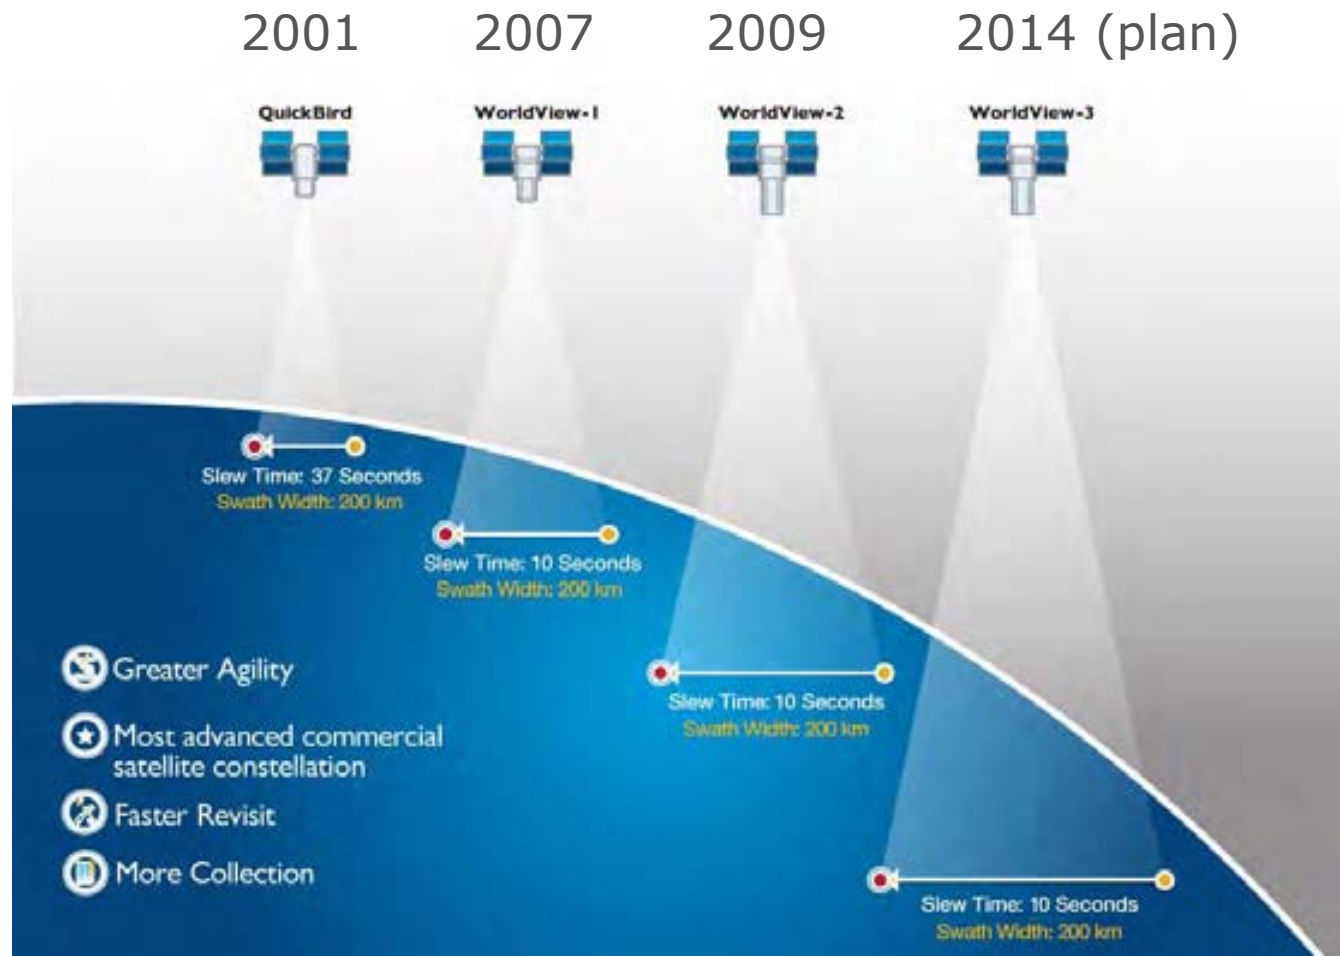 2001
2007
2009
2014 (plan)
QuickBird
WorldView-1
WorldView-2
WorldView-3
Slew Time: 37 Seconds
Swath Width: 200 km
Slew Time: 10 Seconds
Swath Width: 200 km
Slew Time: 10 Seconds
Swath Width: 200 km
Slew Time: 10 Seconds
Swath Width: 200 km
Greater Agility
Most advanced commercial
satellite constellation
Faster Revisit
More Collection